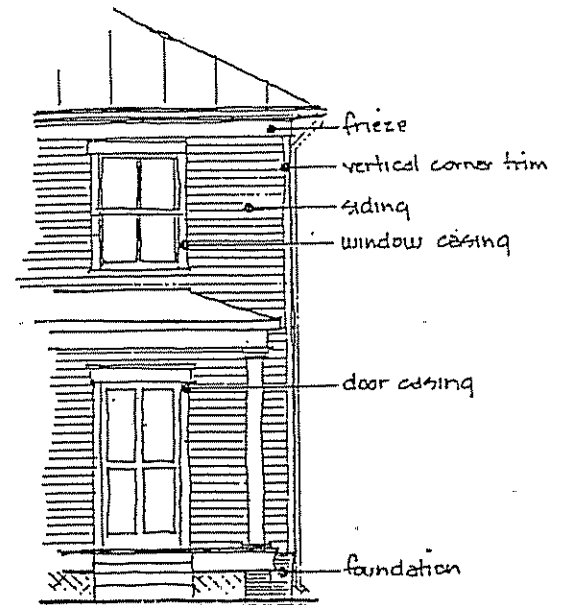 frieze
vertical corner trim
siding
window casing
door casing
foundation